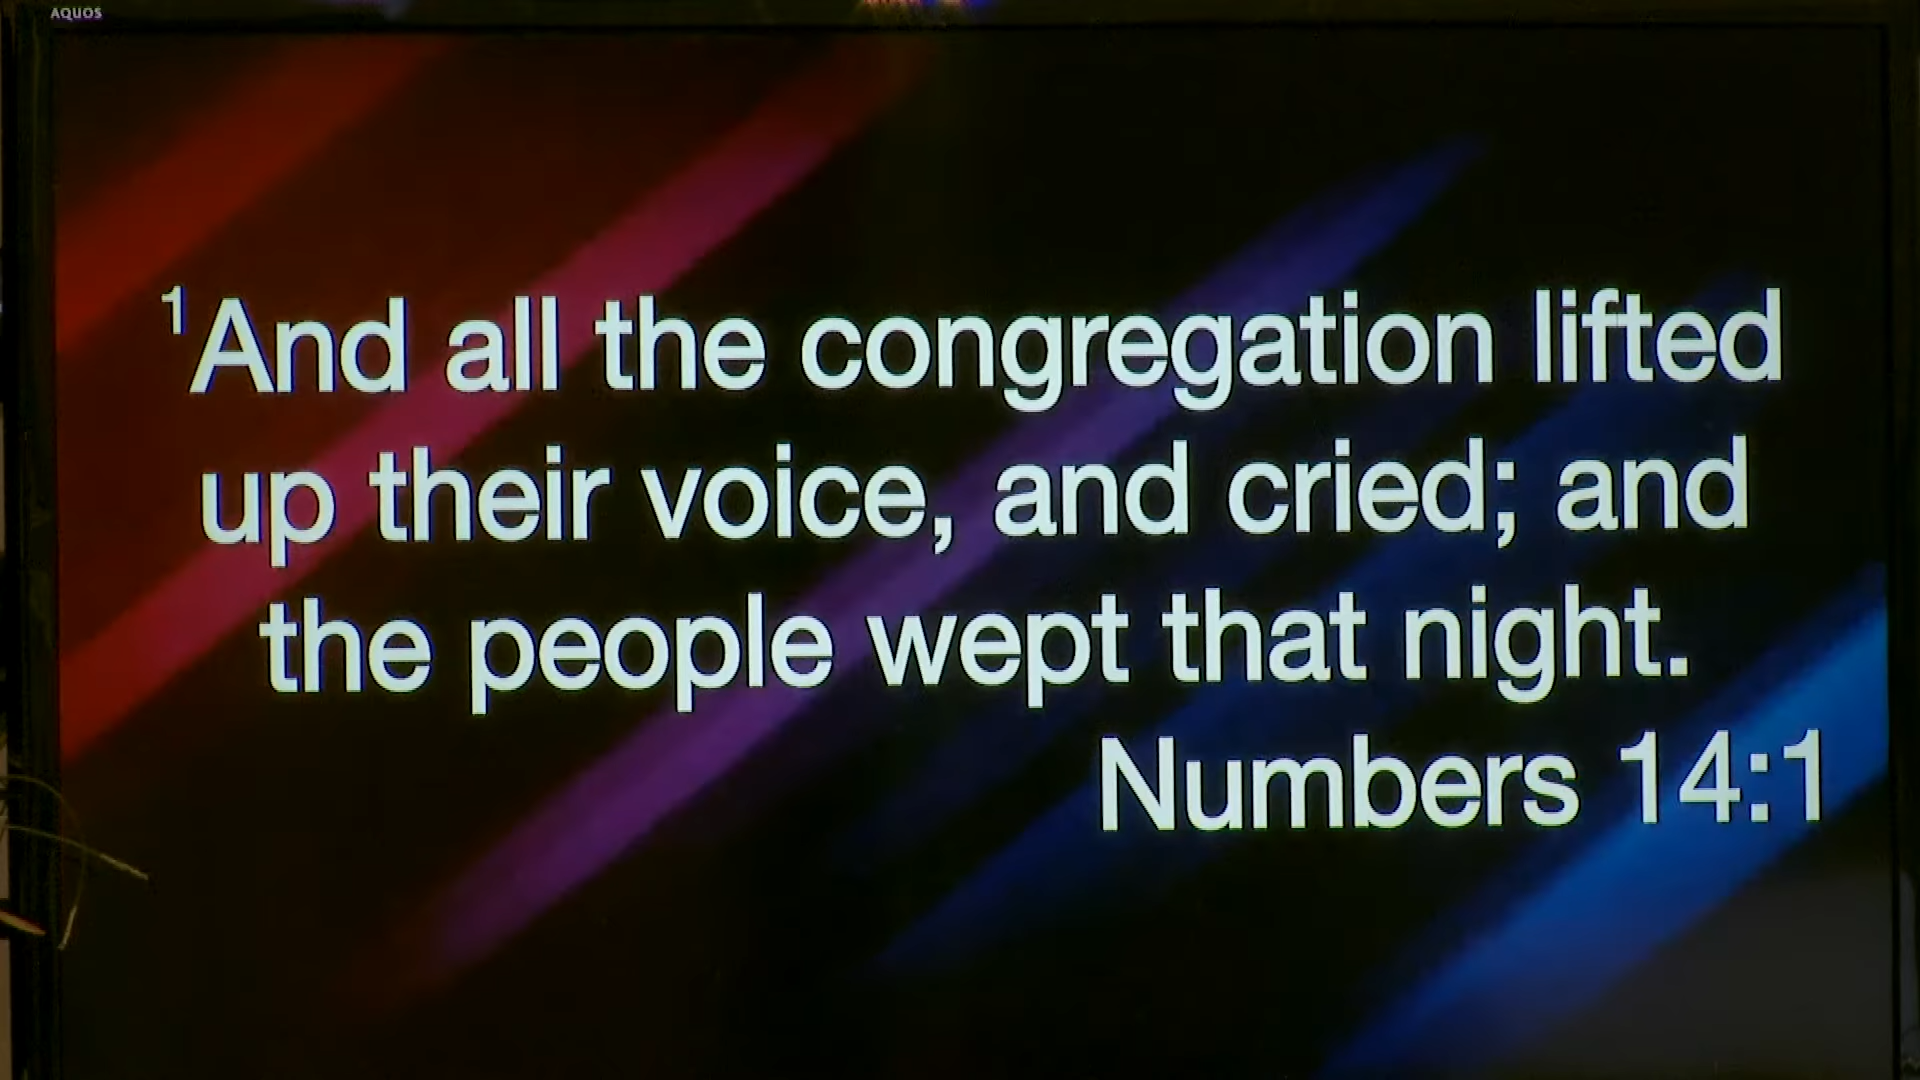 AQUOS
¹And all the congregation lifted
up their voice, and cried; and
the people wept that night.
Numbers 14:1